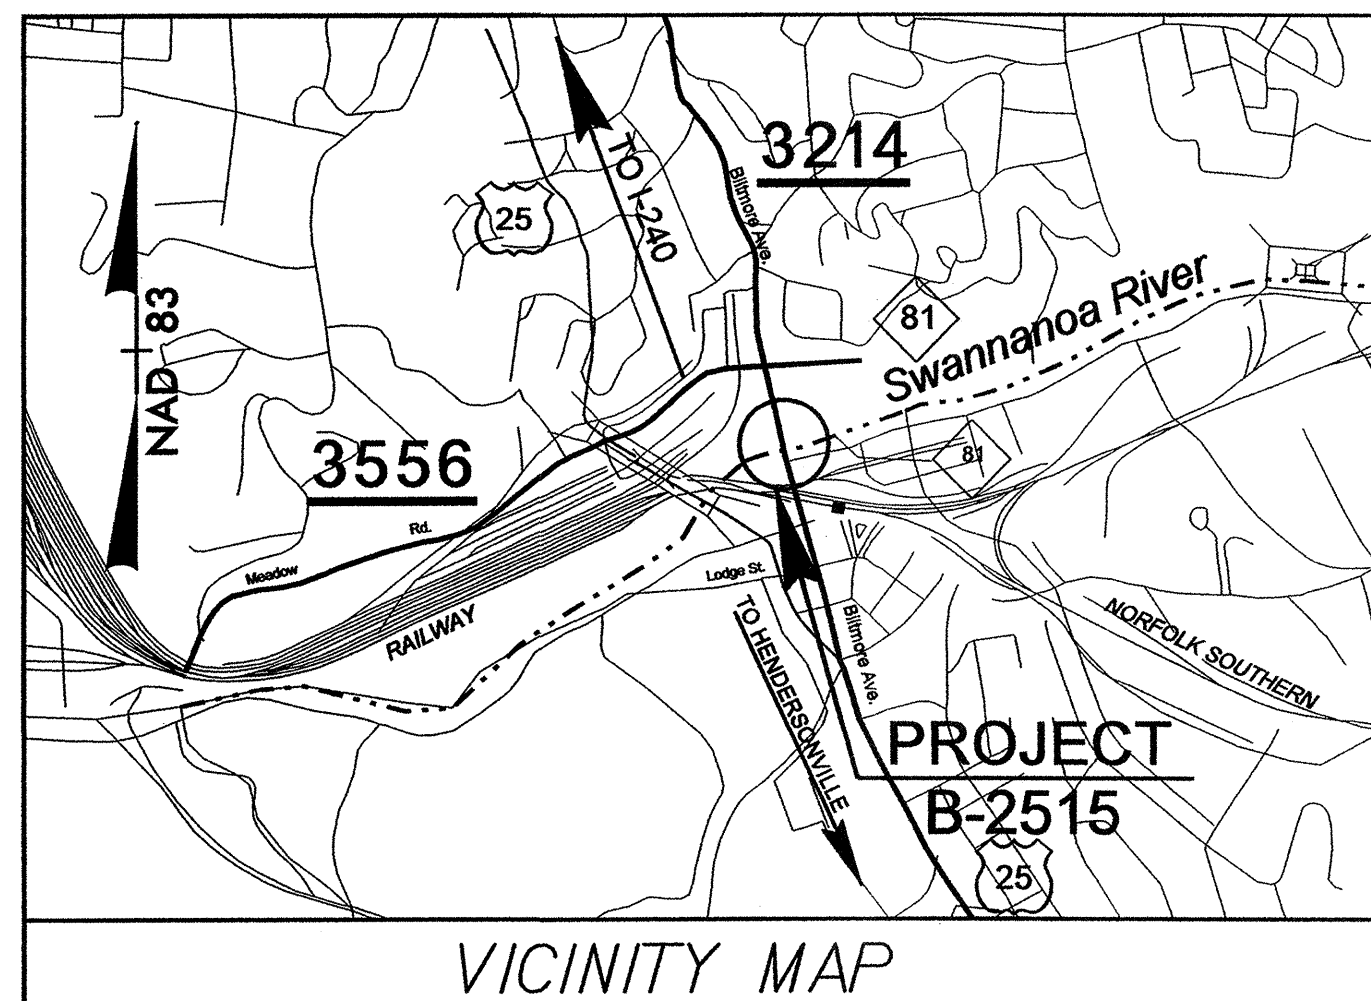 3214
Biltmore Ave.
TO I-240
25
81
Swannanoa River
NAD 83
3556
81
Meadow Rd.
Lodge St.
RAILWAY
TO HENDERSONVILLE
Biltmore Ave.
NORFOLK SOUTHERN
PROJECT
B-2515
25
VICINITY MAP